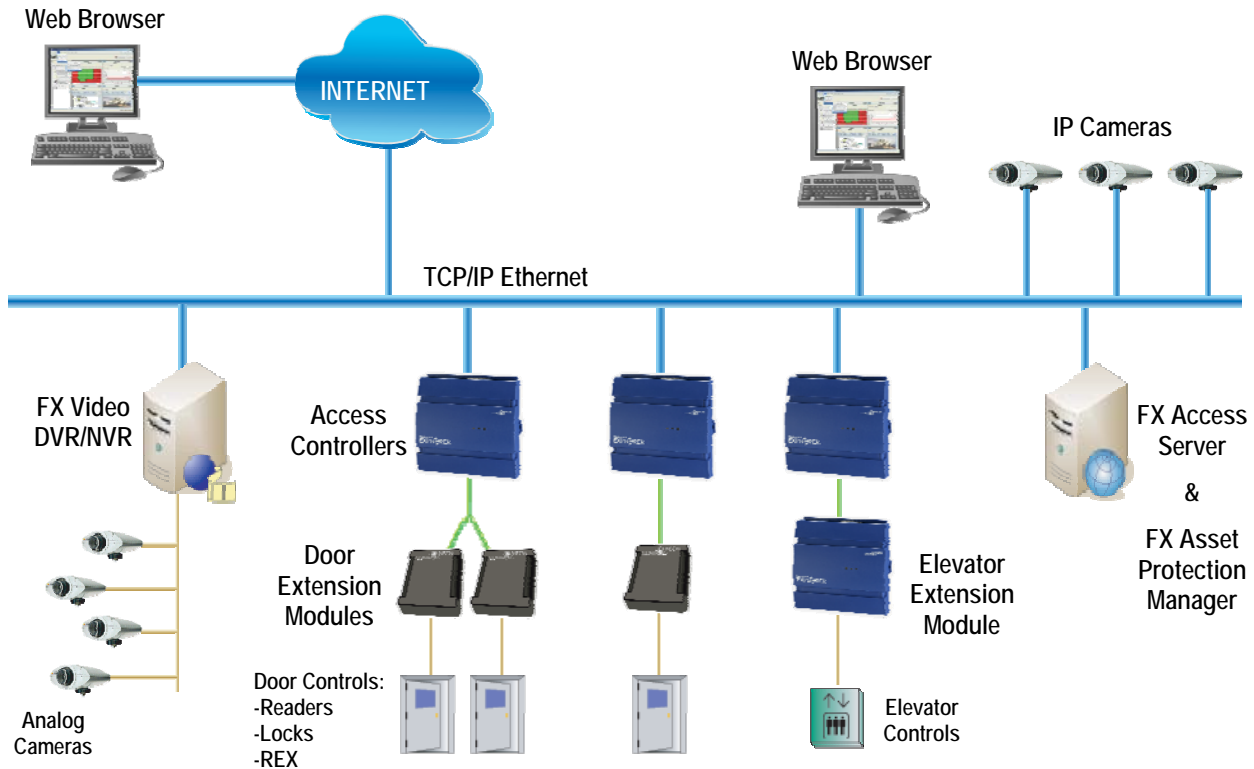 Web Browser
INTERNET
Web Browser
IP Cameras
TCP/IP Ethernet
FX Video
DVR/NVR
Access
Controllers
FX Access
Server
&
FX Asset
Protection
Manager
Door
Extension
Modules
Elevator
Extension
Module
Analog
Cameras
Door Controls:
-Readers
-Locks
-REX
Elevator
Controls